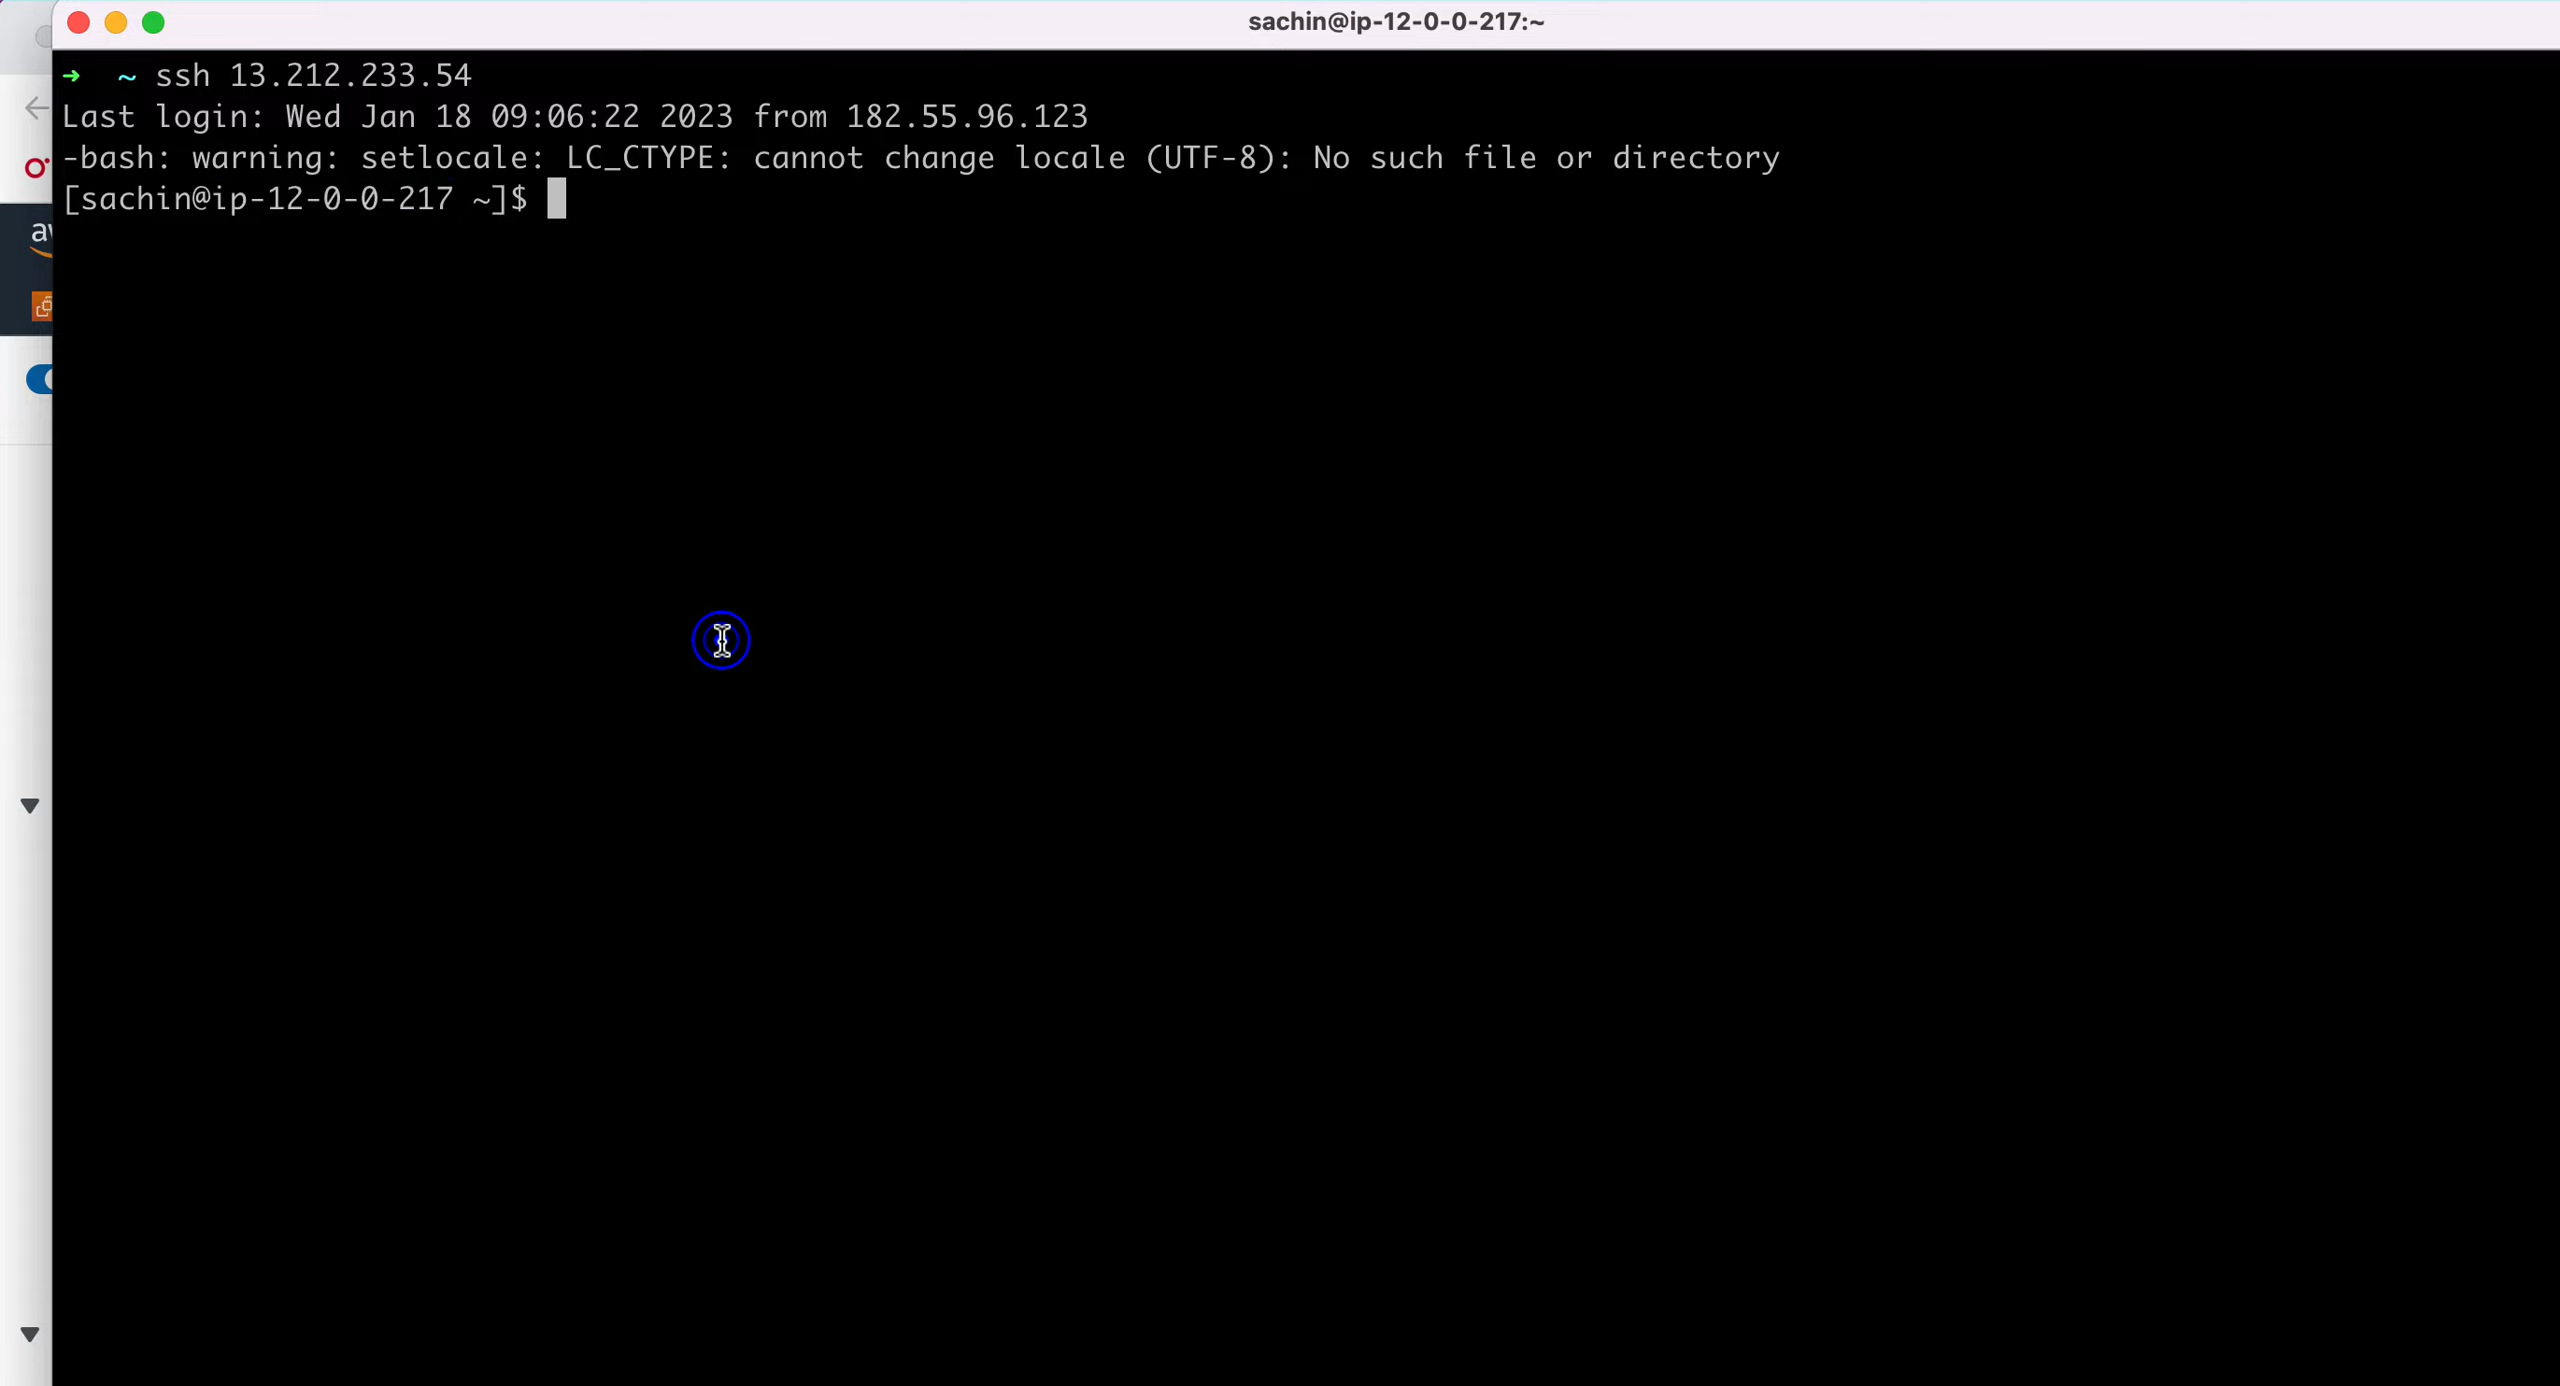 sachin@ip-12-0-0-217:~
➜ ~ ssh 13.212.233.54
Last login: Wed Jan 18 09:06:22 2023 from 182.55.96.123
-bash: warning: setlocale: LC_CTYPE: cannot change locale (UTF-8): No such file or directory
[sachin@ip-12-0-0-217 ~]$